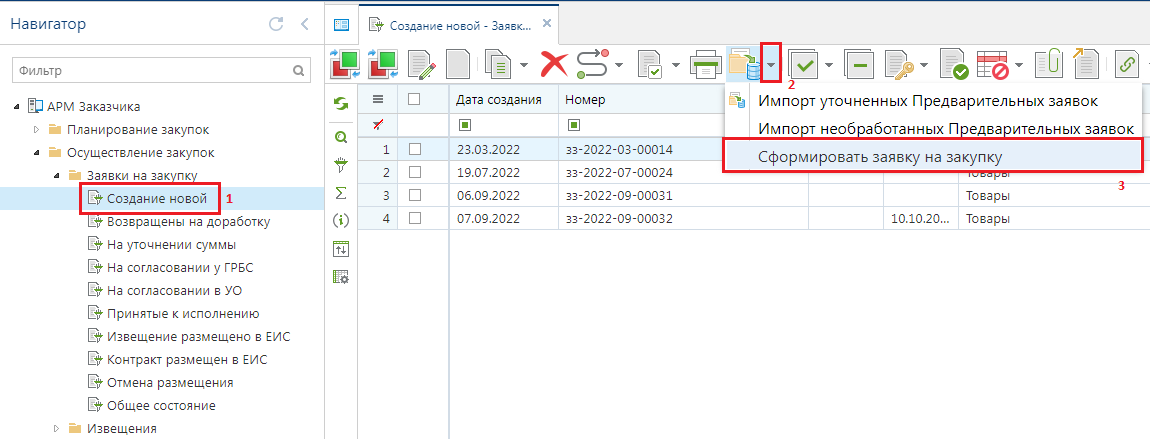 Навигатор
Создание новой - Заявк...
Фильтр
2
АРМ Заказчика
Планирование закупок
Осуществление закупок
Заявки на закупку
Создание новой 1
Возвращены на доработку
На уточнении суммы
На согласовании у ГРБС
На согласовании в УО
Принятые к исполнению
Извещение размещено в ЕИС
Контракт размещен в ЕИС
Отмена размещения
Общее состояние
Извещения
Дата создания Номер
1 23.03.2022 зз-2022-03-00014
2 19.07.2022 зз-2022-07-00024 Товары
3 06.09.2022 зз-2022-09-00031 Товары
4 07.09.2022 зз-2022-09-00032 10.10.20... Товары
Импорт уточненных Предварительных заявок
Импорт необработанных Предварительных заявок
Сформировать заявку на закупку
3